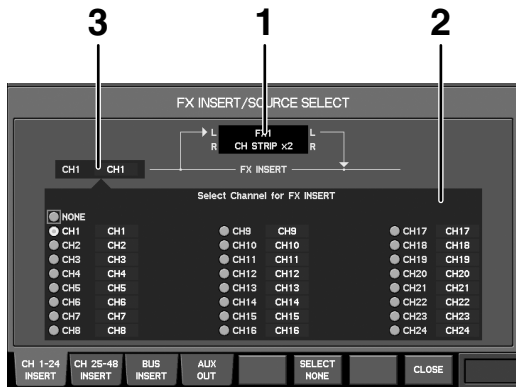 3 1 2
FX INSERT/SOURCE SELECT
L FX1 L
R CH STRIP x2 R
CH1 CH1 FX INSERT
Select Channel for FX INSERT
NONE
CH1 CH1 CH9 CH9 CH17 CH17
CH2 CH2 CH10 CH10 CH18 CH18
CH3 CH3 CH11 CH11 CH19 CH19
CH4 CH4 CH12 CH12 CH20 CH20
CH5 CH5 CH13 CH13 CH21 CH21
CH6 CH6 CH14 CH14 CH22 CH22
CH7 CH7 CH15 CH15 CH23 CH23
CH8 CH8 CH16 CH16 CH24 CH24
CH 1-24 CH 25-48 BUS AUX SELECT CLOSE
INSERT INSERT INSERT OUT NONE